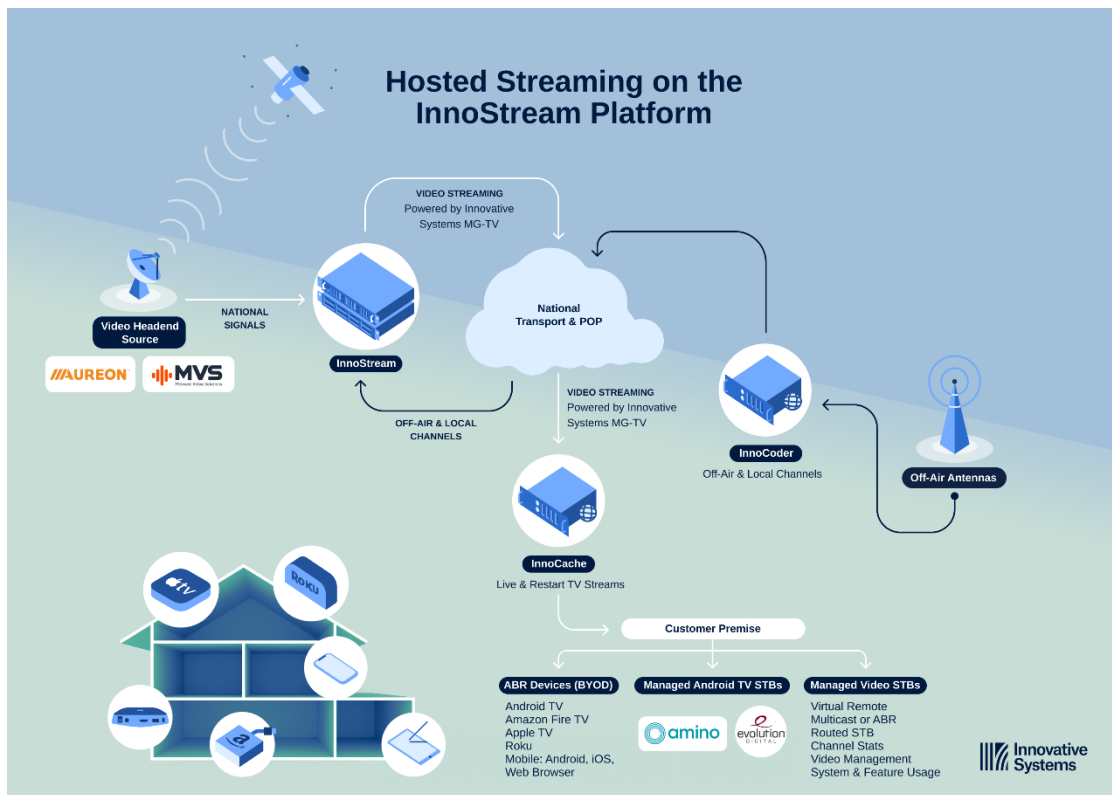 Hosted Streaming on the
InnoStream Platform
VIDEO STREAMING
Powered by Innovative
Systems MG-TV
National
Transport & POP
NATIONAL
SIGNALS
Video Headend
Source
AUREON
MVS
Midwest Video Solutions
InnoStream
OFF-AIR & LOCAL
CHANNELS
VIDEO STREAMING
Powered by Innovative
Systems MG-TV
InnoCoder
Off-Air & Local Channels
Off-Air Antennas
InnoCache
Live & Restart TV Streams
Customer Premise
ABR Devices (BYOD)
Android TV
Amazon Fire TV
Apple TV
Roku
Mobile: Android, iOS,
Web Browser
Managed Android TV STBs
amino
evolution
DIGITAL
Managed Video STBs
Virtual Remote
Multicast or ABR
Routed STB
Channel Stats
Video Management
System & Feature Usage
tv
Roku
a
Innovative
Systems